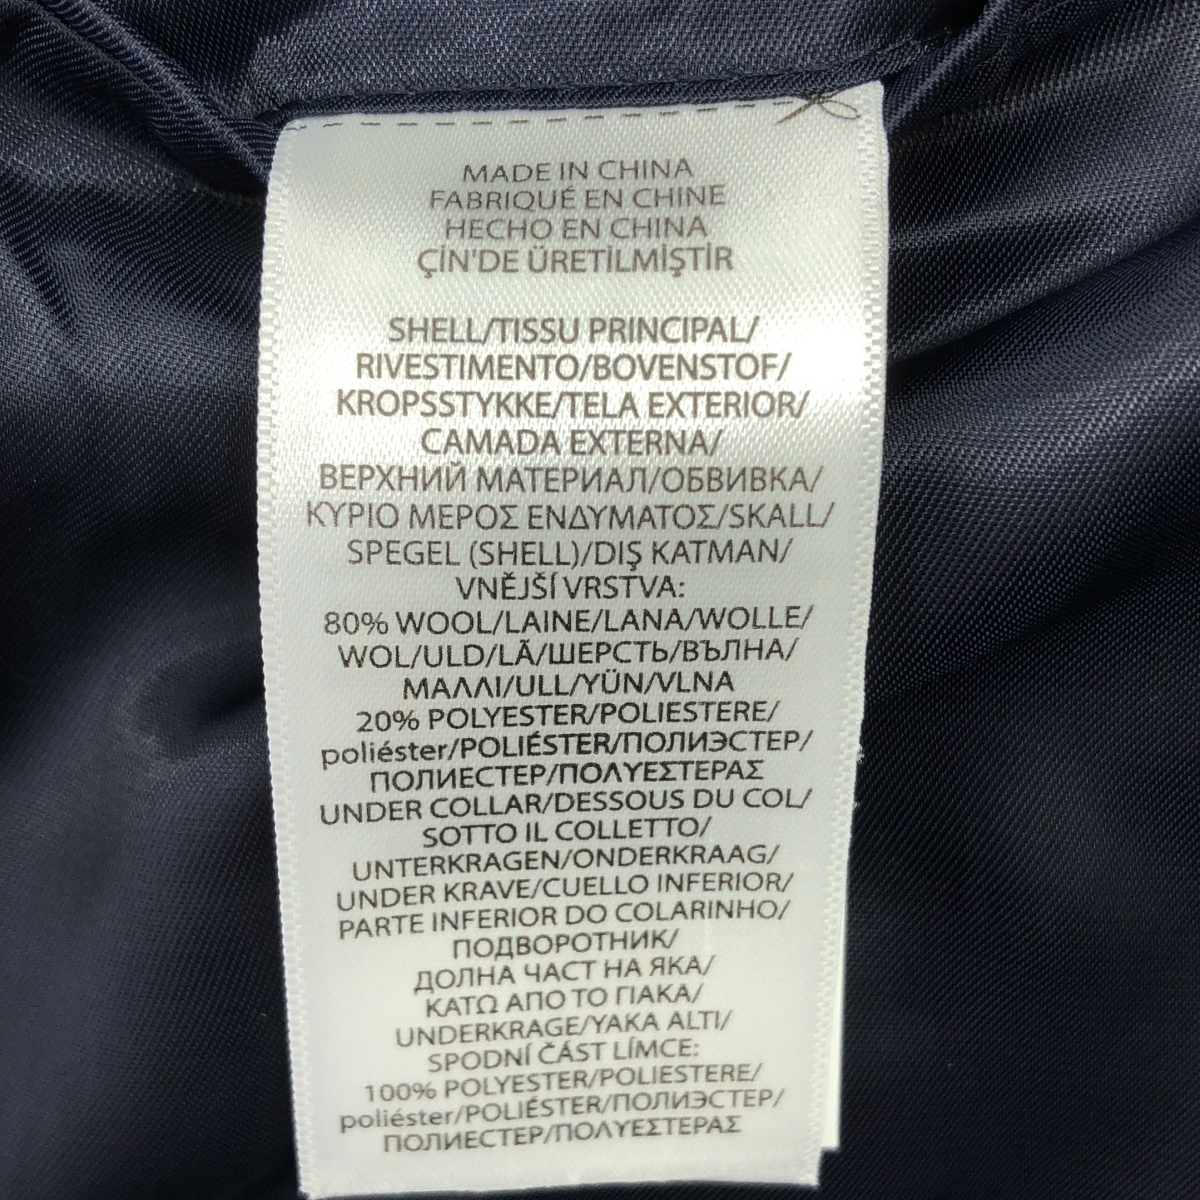 MADE IN CHINA
FABRIQUÉ EN CHINE
HECHO EN CHINA
ÇİN'DE ÜRETİLMİŞTİR
SHELL/TISSU PRINCIPAL/
RIVESTIMENTO/BOVENSTOF/
KROPSSTYKKE/TELA EXTERIOR/
CAMADA EXTERNA/
ВЕРХНИЙ МАТЕРИАЛ/ОБВИВКА/
ΚΥΡΙΟ ΜΕΡΟΣ ΕΝΔΥΜΑΤΟΣ/SKALL/
SPEGEL (SHELL)/DIŞ KATMAN/
VNĚJŠÍ VRSTVA:
80% WOOL/LAINE/LANA/WOLLE/
WOL/ULD/LÃ/ШЕРСТЬ/ВЪЛНА/
ΜΑΛΛΙ/ULL/YÜN/VLNA
20% POLYESTER/POLIESTERE/
poliéster/POLIÉSTER/ПОЛИЭСТЕР/
ПОЛИЕСТЕР/ΠΟΛΥΕΣΤΕΡΑΣ
UNDER COLLAR/DESSOUS DU COL/
SOTTO IL COLLETTO/
UNTERKRAGEN/ONDERKRAAG/
UNDER KRAVE/CUELLO INFERIOR/
PARTE INFERIOR DO COLARINHO/
ПОДВОРОТНИК/
ДОЛНА ЧАСТ НА ЯКА/
ΚΑΤΩ ΑΠΟ ΤΟ ΓΙΑΚΑ/
UNDERKRAGE/YAKA ALTI/
SPODNÍ ČÁST LÍMCE:
100% POLYESTER/POLIESTERE/
poliéster/POLIÉSTER/ПОЛИЭСТЕР/
ПОЛИЕСТЕР/ΠΟΛΥΕΣΤΕΡΑΣ